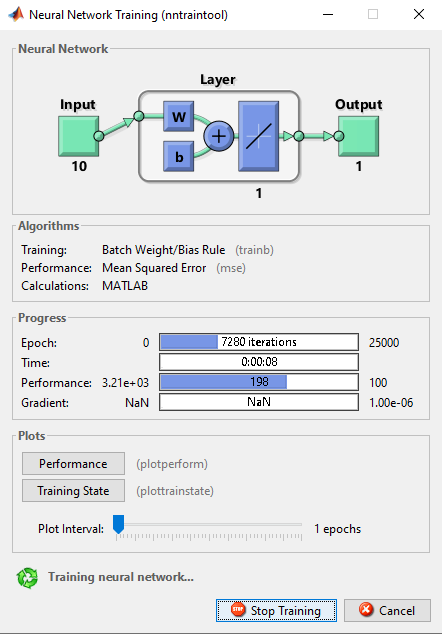 Neural Network Training (nntraintool)
Neural Network
Layer
Input
Output
W
b
+
10
1
1
Algorithms
Training: Batch Weight/Bias Rule (trainb)
Performance: Mean Squared Error (mse)
Calculations: MATLAB
Progress
Epoch: 0 7280 iterations 25000
Time: 0:00:08
Performance: 3.21e+03 198 100
Gradient: NaN NaN 1.00e-06
Plots
Performance (plotperform)
Training State (plottrainstate)
Plot Interval: 1 epochs
Training neural network...
STOP Stop Training Cancel